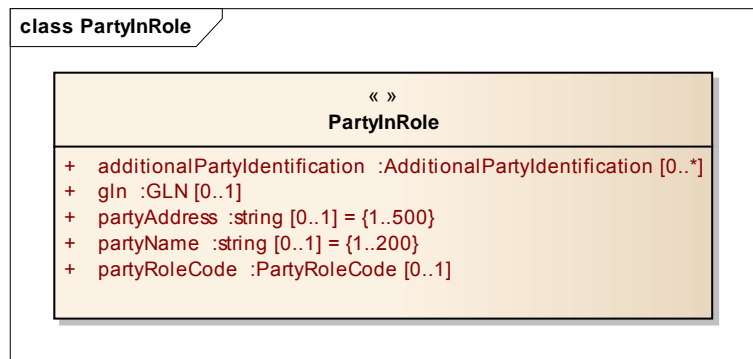 class PartyInRole
« »
PartyInRole
+ additionalPartyIdentification :AdditionalPartyIdentification [0..*]
+ gln :GLN [0..1]
+ partyAddress :string [0..1] = {1..500}
+ partyName :string [0..1] = {1..200}
+ partyRoleCode :PartyRoleCode [0..1]